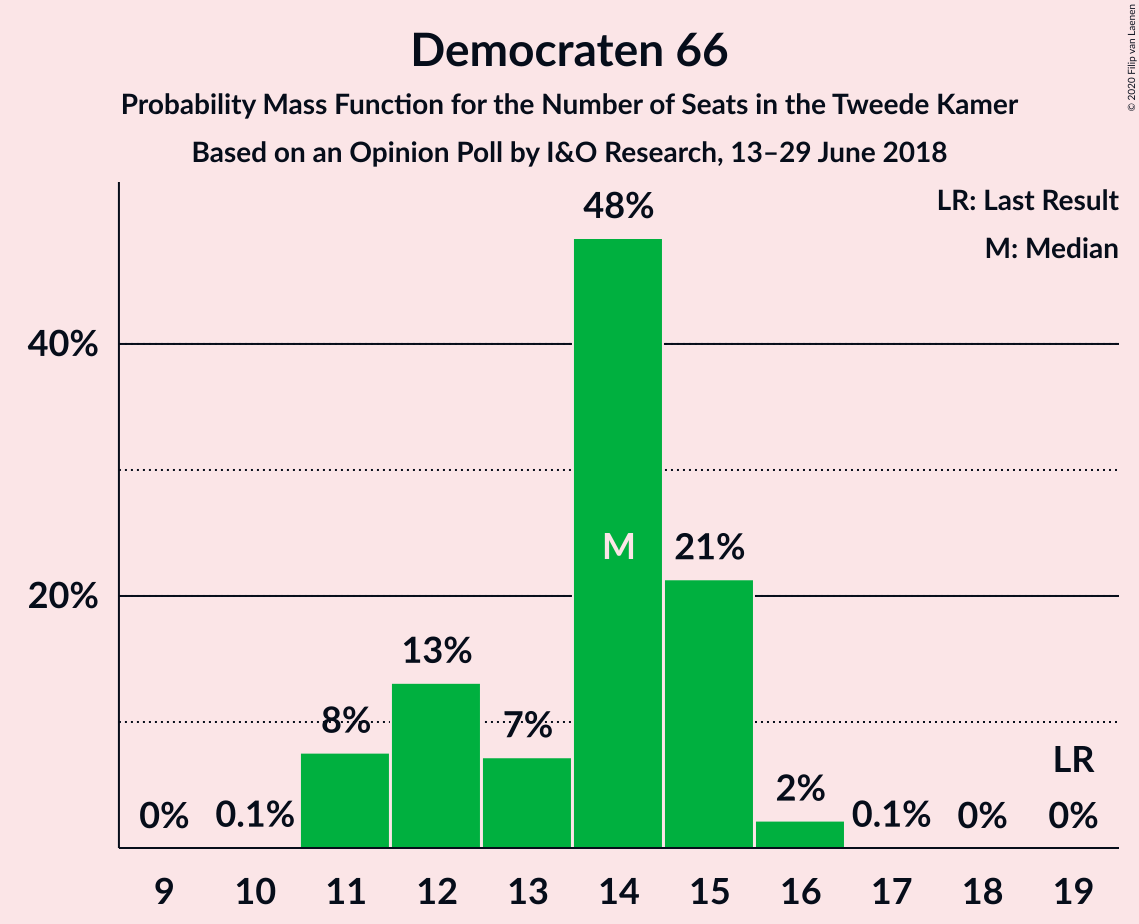 Democraten 66
Probability Mass Function for the Number of Seats in the Tweede Kamer
Based on an Opinion Poll by I&O Research, 13–29 June 2018
© 2020 Filip van Laenen
LR: Last Result
M: Median
48%
40%
M
21%
20%
13%
8%
7%
LR
2%
0%
0.1%
0.1%
0%
0%
9 10 11 12 13 14 15 16 17 18 19